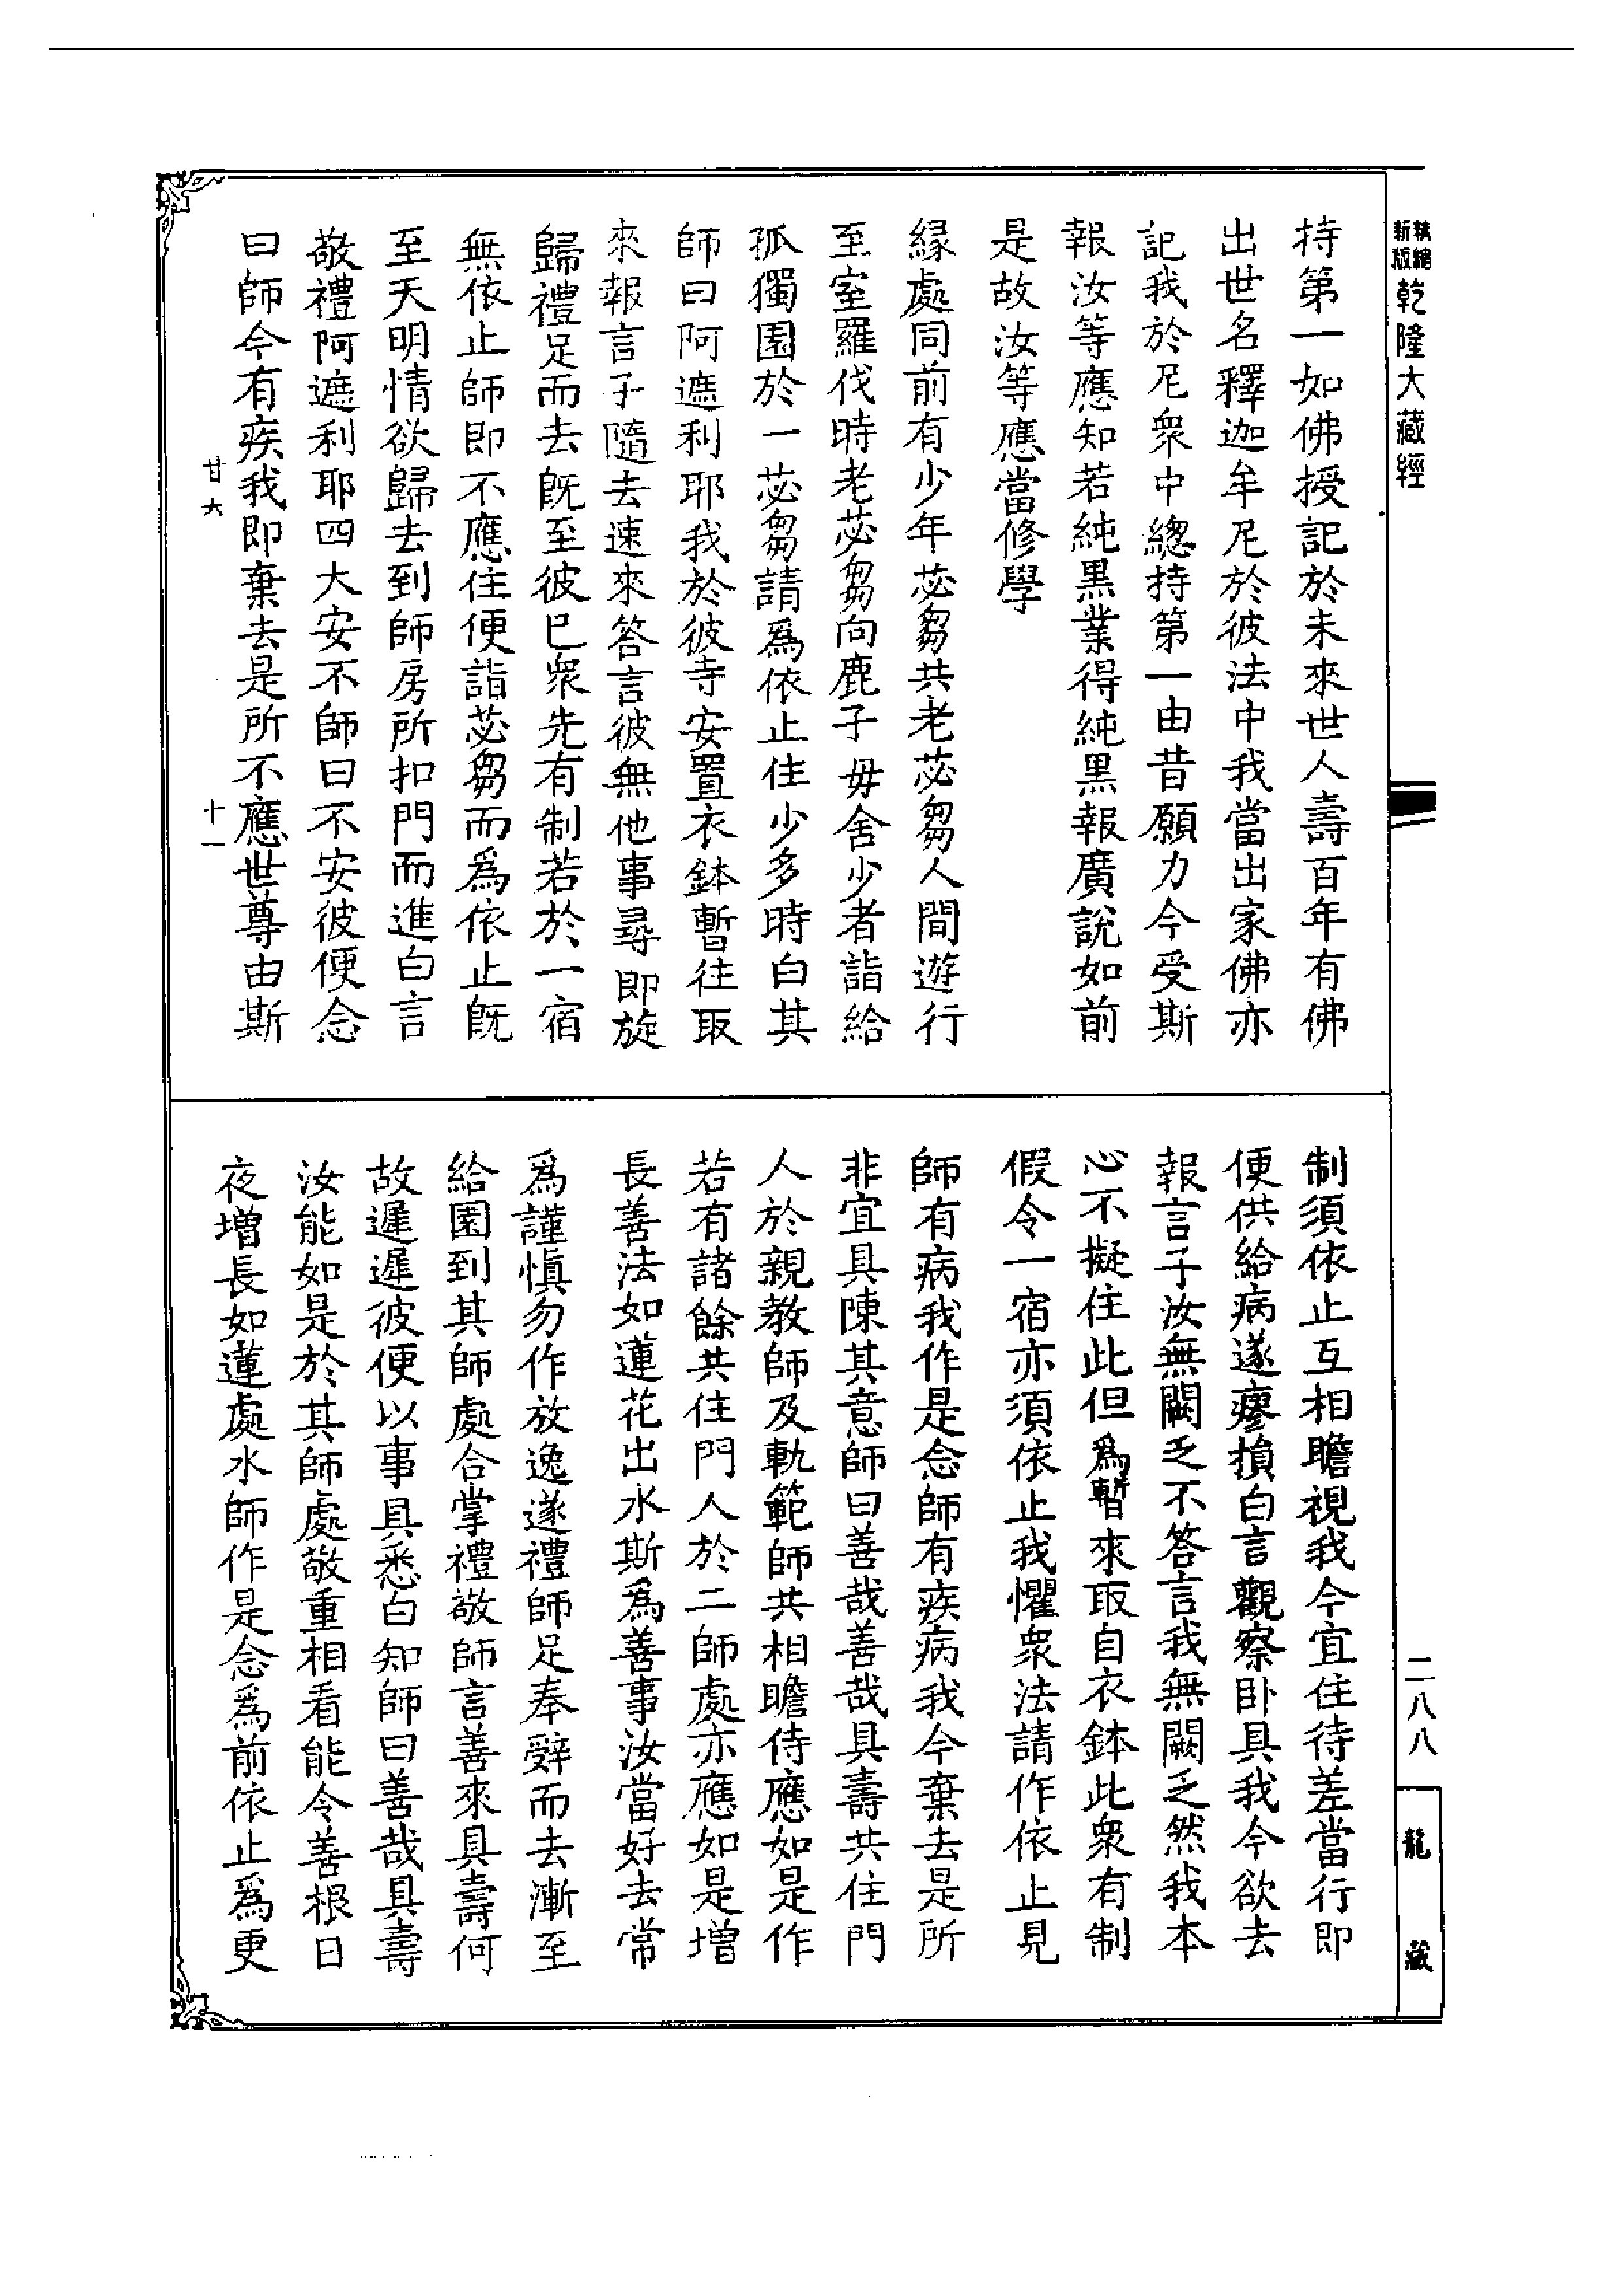 新版
乾隆大藏經
持第一如佛授記於未來世人壽百年有佛
出世名釋迦牟尼於彼法中我當出家佛亦
記我於尼衆中總持第一由昔願力今受斯
報汝等應知若純黒業得純黒報廣說如前
是故汝等應當修學
緣處同前有少年苾芻共老苾芻人間遊行
至室羅伐時老苾芻向鹿子毋舍少者詣給
孤獨園於一苾芻請爲依止住少多時白其
師曰阿遮利耶我於彼寺安置衣鉢暫往取
來報言子隨去速來答言彼無他事尋即旋
歸禮足而去旣至彼已衆先有制若於一宿
無依止師即不應住便詣苾芻而爲依止旣
至天明情欲歸去到師房所扣門而進白言
敬禮阿遮利耶四大安不師曰不安彼便念
曰師今有疾我即棄去是所不應世尊由斯
甘六
十一
制須依止互相瞻視我今宜住待差當行即
便供給病遂瘳損白言觀察卧具我今欲去
報言子汝無闕乏不答言我無闕乏然我本
心不擬住此但爲暫來取自衣鉢此衆有制
假令一宿亦須依止我懼衆法請作依止見
師有病我作是念師有疾病我今棄去是所
非宜具陳其意師曰善哉善哉具壽共住門
人於親教師及軌範師共相瞻侍應如是作
若有諸餘共住門人於二師處亦應如是增
長善法如蓮花出水斯爲善事汝當好去常
爲謹愼勿作放逸遂禮師足奉辭而去漸至
給園到其師處合掌禮敬師言善來具壽何
故遲遲彼便以事具悉白知師曰善哉具壽
汝能如是於其師處敬重相看能令善根日
夜增長如蓮處水師作是念爲前依止爲更
二八八
龍藏